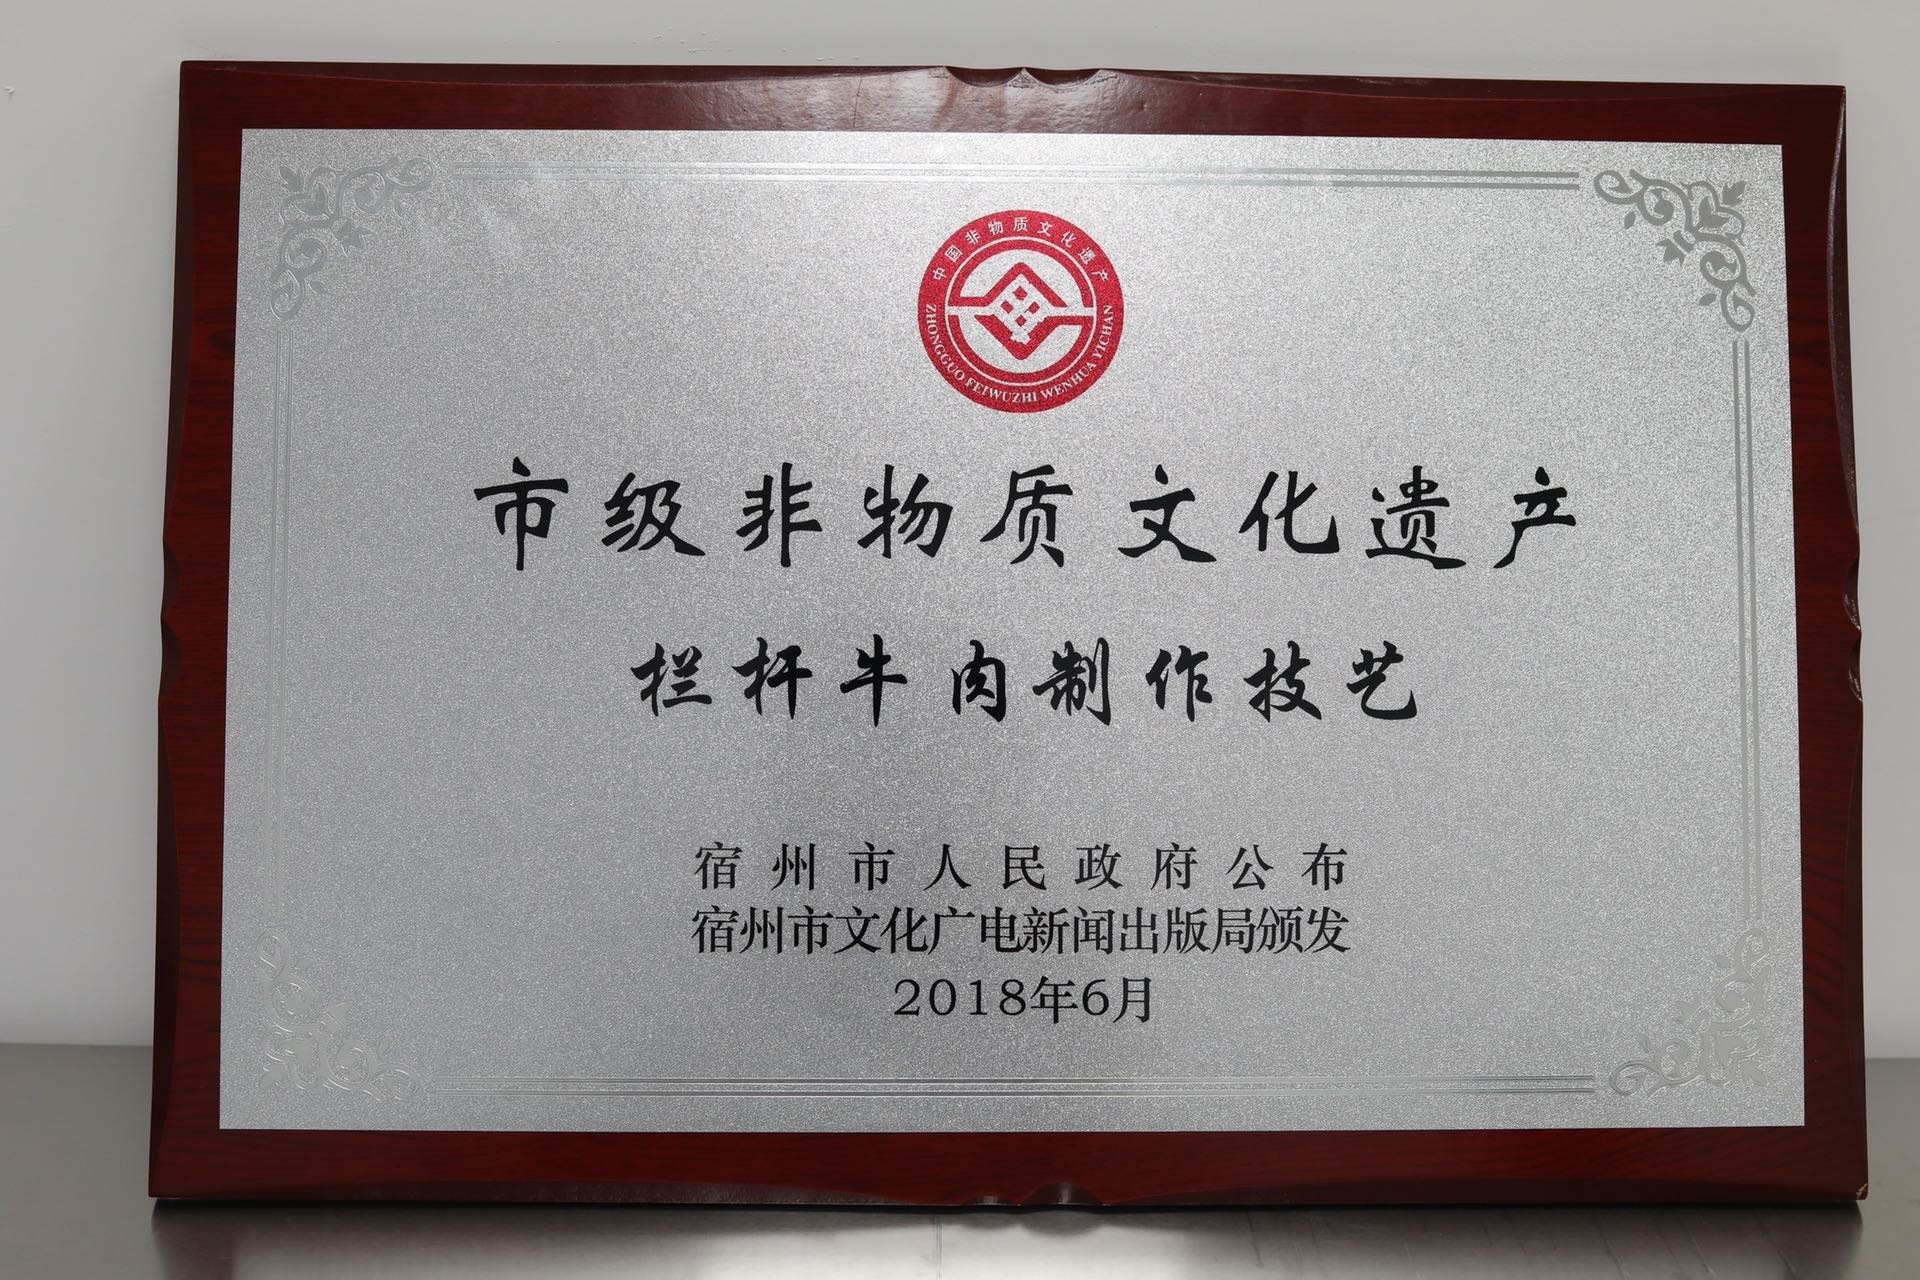 中国非物质文化遗产
ZHONGGUO FEIWUZHI WENHUA YICHAN
市级非物质文化遗产
栏杆牛肉制作技艺
宿州市人民政府公布
宿州市文化广电新闻出版局颁发
2018年6月